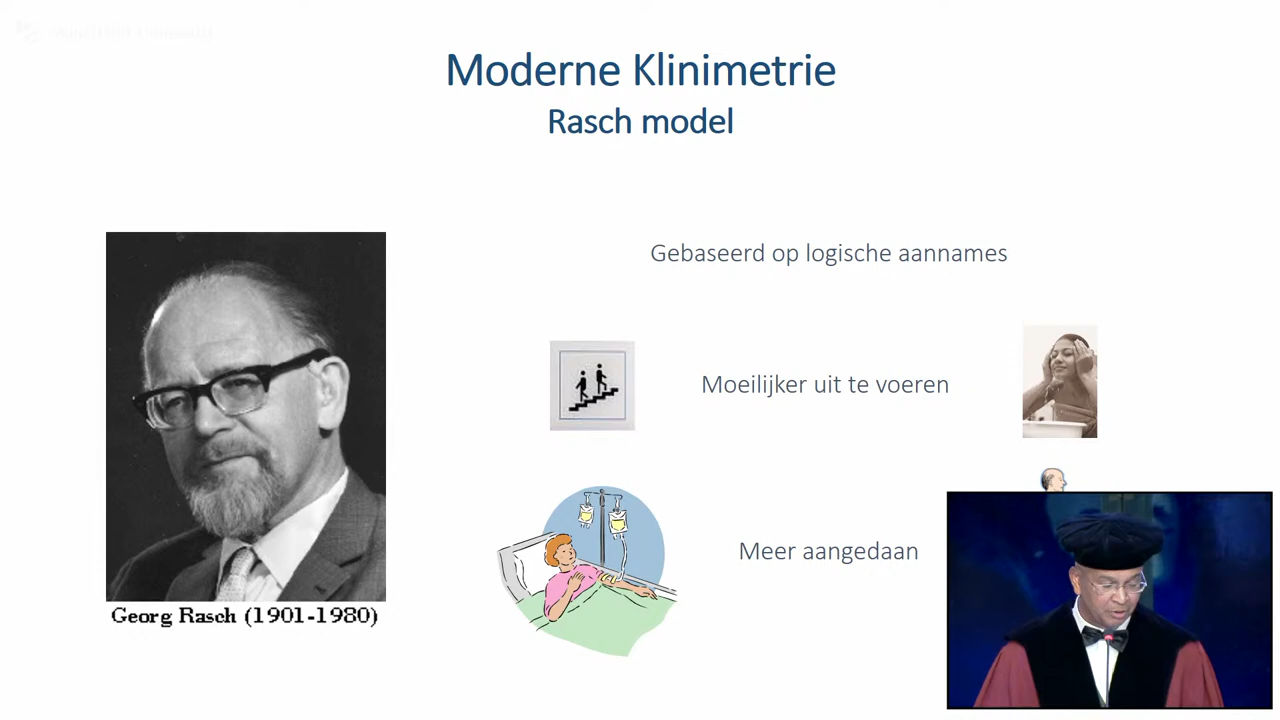 Moderne Klinimetrie
Rasch model
Gebaseerd op logische aannames
Moeilijker uit te voeren
Meer aangedaan
Georg Rasch (1901-1980)